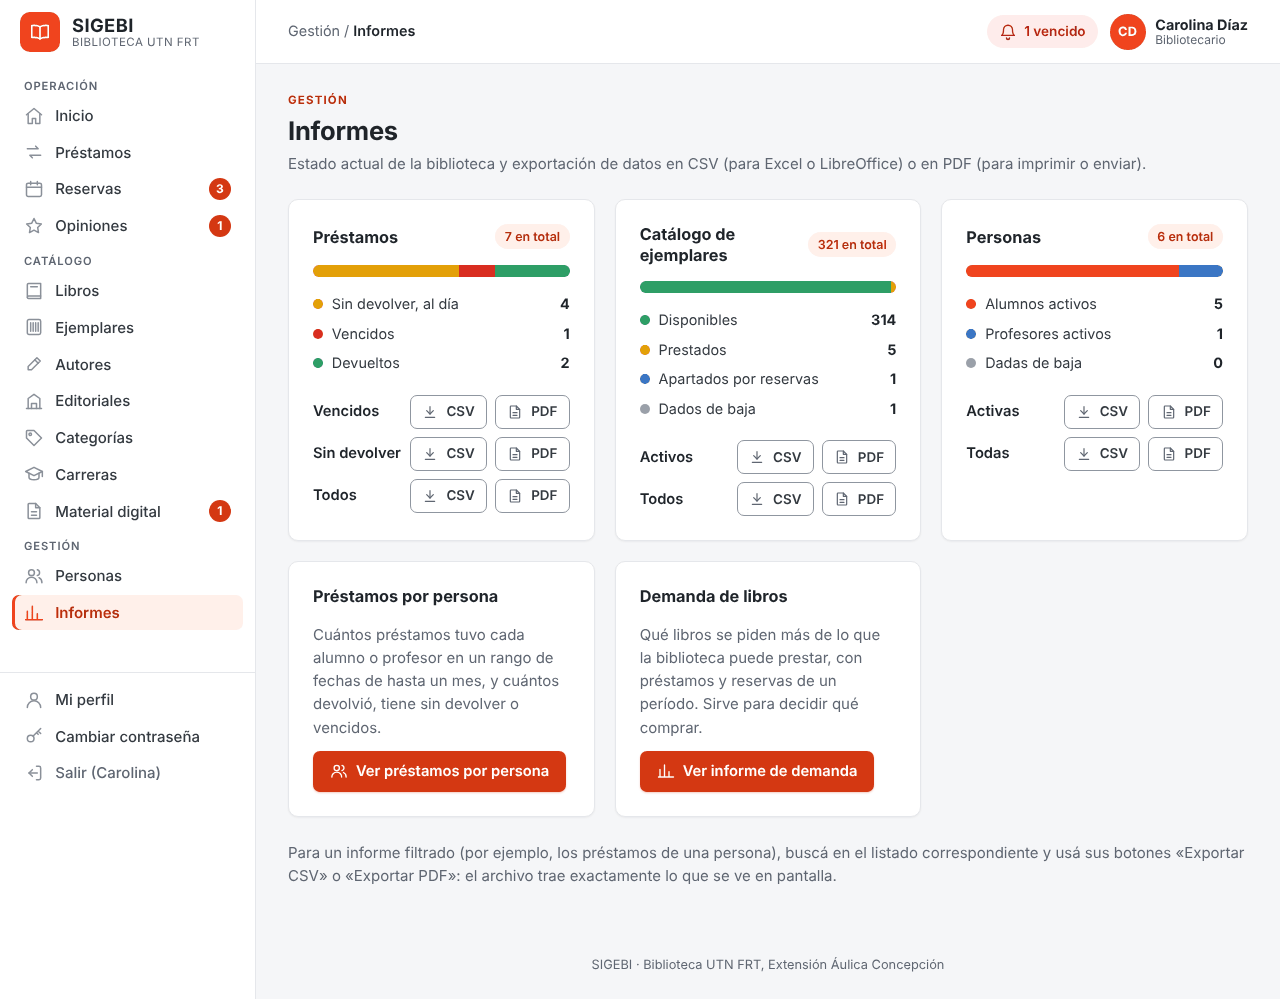 SIGEBI
BIBLIOTECA UTN FRT
OPERACIÓN
Inicio
Préstamos
Reservas 3
Opiniones 1
CATÁLOGO
Libros
Ejemplares
Autores
Editoriales
Categorías
Carreras
Material digital 1
GESTIÓN
Personas
Informes
Mi perfil
Cambiar contraseña
Salir (Carolina)
Gestión / Informes
1 vencido
CD
Carolina Díaz
Bibliotecario
GESTIÓN
Informes
Estado actual de la biblioteca y exportación de datos en CSV (para Excel o LibreOffice) o en PDF (para imprimir o enviar).
Préstamos 7 en total
Sin devolver, al día 4
Vencidos 1
Devueltos 2
Vencidos CSV PDF
Sin devolver CSV PDF
Todos CSV PDF
Catálogo de
ejemplares
321 en total
Disponibles 314
Prestados 5
Apartados por reservas 1
Dados de baja 1
Activos CSV PDF
Todos CSV PDF
Personas 6 en total
Alumnos activos 5
Profesores activos 1
Dadas de baja 0
Activas CSV PDF
Todas CSV PDF
Préstamos por persona
Cuántos préstamos tuvo cada
alumno o profesor en un rango de
fechas de hasta un mes, y cuántos
devolvió, tiene sin devolver o
vencidos.
Ver préstamos por persona
Demanda de libros
Qué libros se piden más de lo que
la biblioteca puede prestar, con
préstamos y reservas de un
período. Sirve para decidir qué
comprar.
Ver informe de demanda
Para un informe filtrado (por ejemplo, los préstamos de una persona), buscá en el listado correspondiente y usá sus botones «Exportar
CSV» o «Exportar PDF»: el archivo trae exactamente lo que se ve en pantalla.
SIGEBI · Biblioteca UTN FRT, Extensión Áulica Concepción